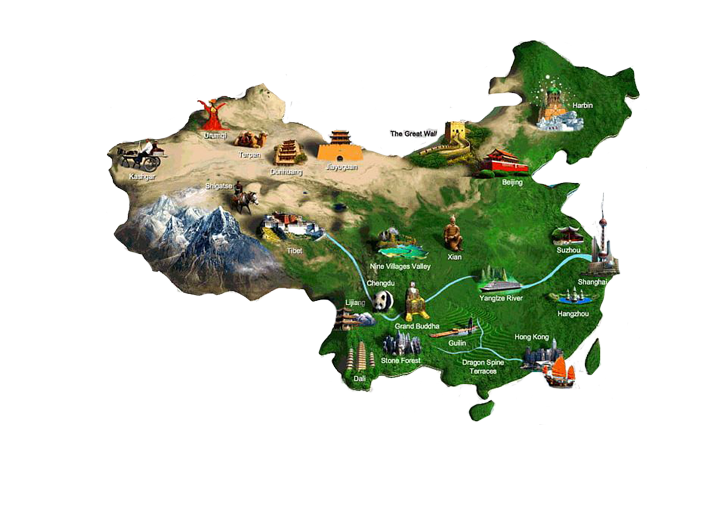 Harbin
The Great Wall
Urumqi
Turpan
Dunhuang
Jiayuguan
Kashgar
Beijing
Shigatse
Tibet
Xian
Suzhou
Nine Villages Valley
Shanghai
Chengdu
Yangtze River
Lijiang
Hangzhou
Grand Buddha
Guilin
Hong Kong
Stone Forest
Dragon Spine
Terraces
Dali